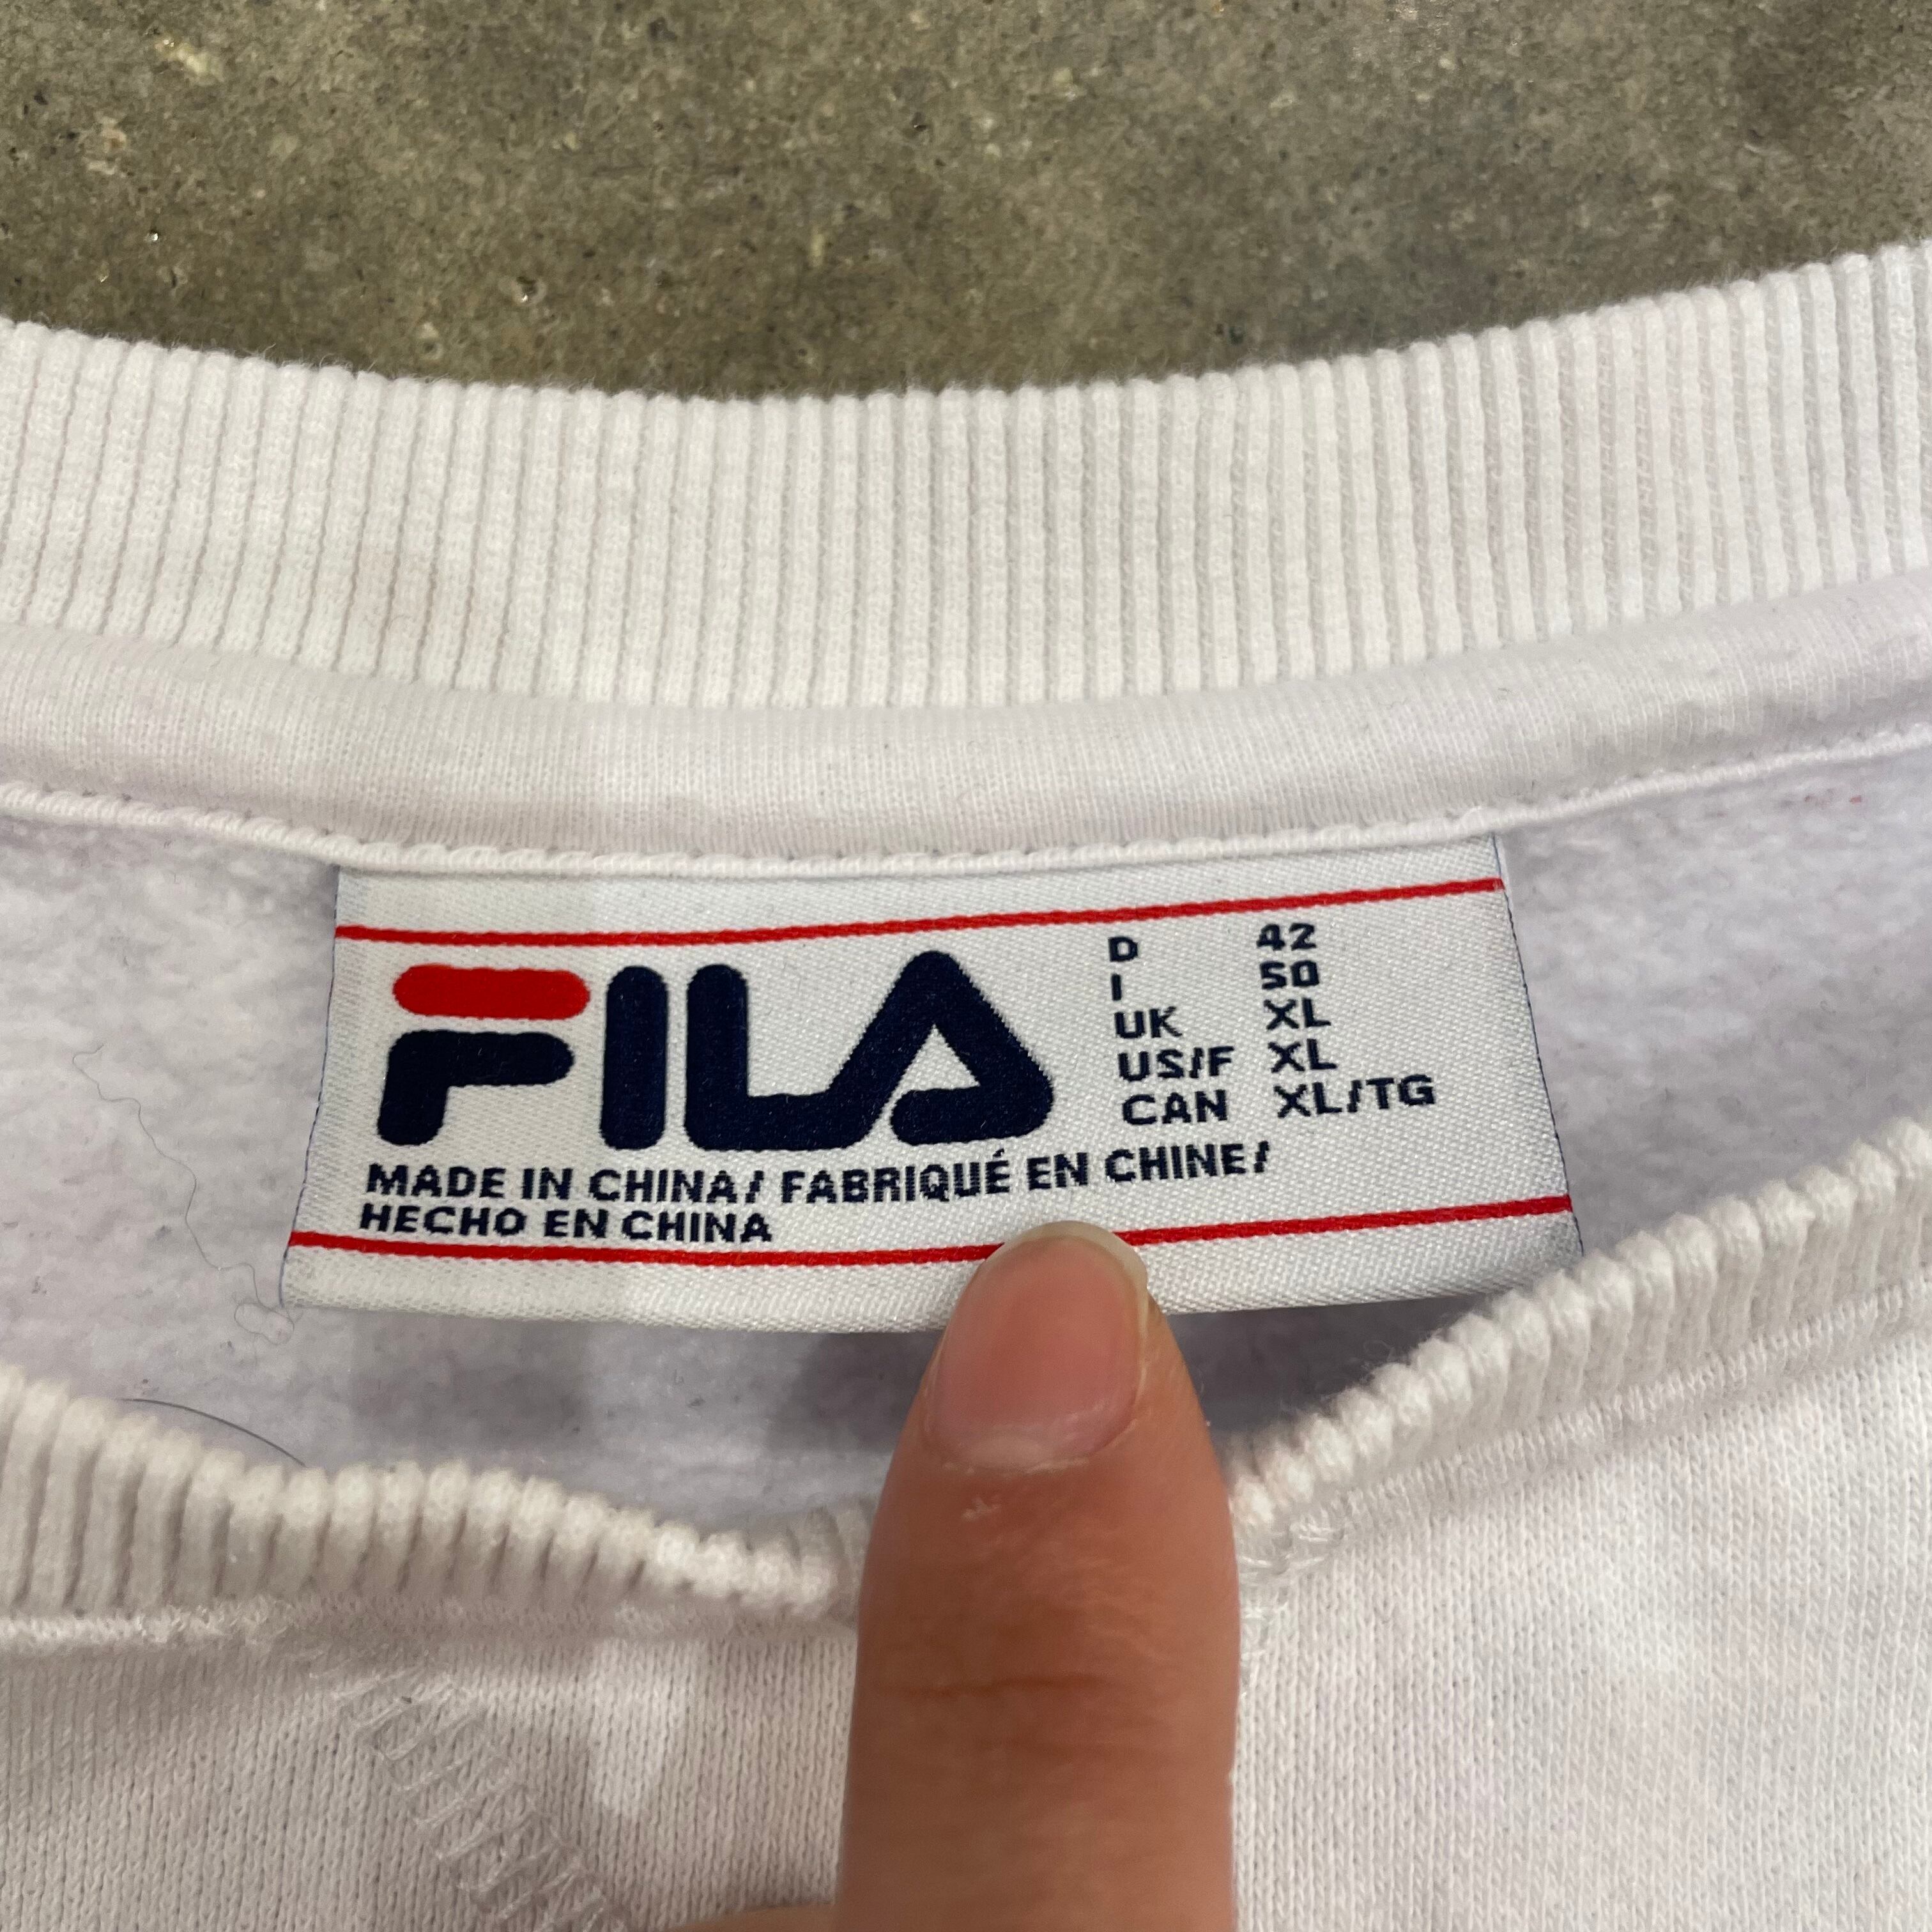 FILA
D 42
I 50
UK XL
US/F XL
CAN XL/TG
MADE IN CHINA/ FABRIQUÉ EN CHINE/
HECHO EN CHINA